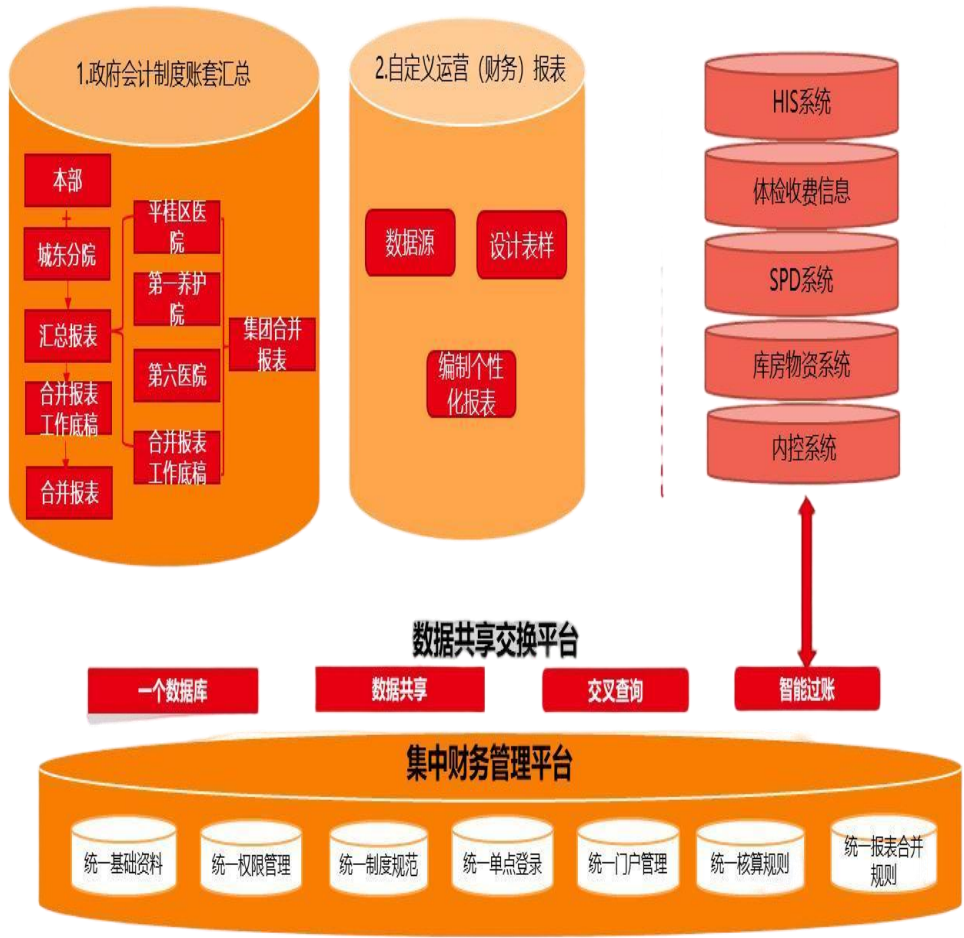 1.政府会计制度账套汇总
本部
城东分院
汇总报表
合并报表
工作底稿
合并报表
平桂区医
院
第一养护
院
第六医院
合并报表
工作底稿
集团合并
报表
2.自定义运营（财务）报表
数据源
设计表样
编制个性
化报表
HIS系统
体检收费信息
SPD系统
库房物资系统
内控系统
数据共享交换平台
一个数据库
数据共享
交叉查询
智能过账
集中财务管理平台
统一基础资料
统一权限管理
统一制度规范
统一单点登录
统一门户管理
统一核算规则
统一报表合并
规则